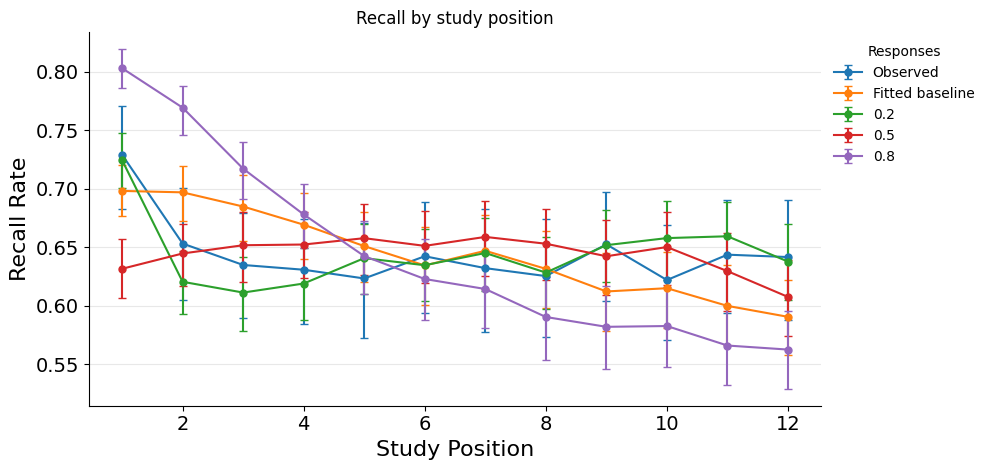 Recall by study position
Recall Rate
0.80
0.75
0.70
0.65
0.60
0.55
2 4 6 8 10 12
Study Position
Responses
Observed
Fitted baseline
0.2
0.5
0.8